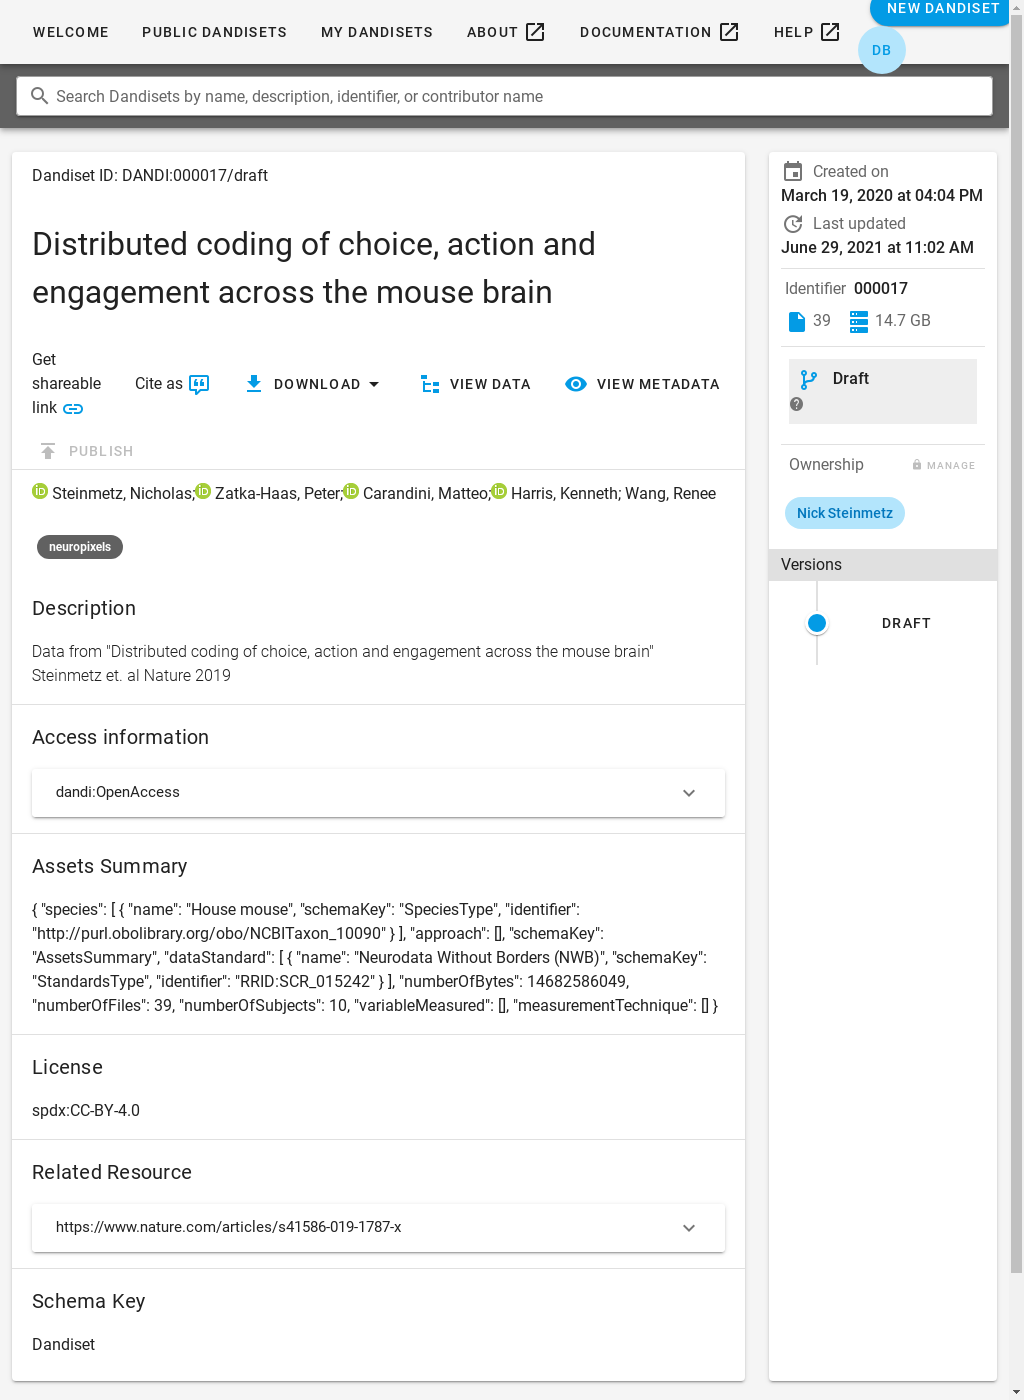 WELCOME PUBLIC DANDISETS MY DANDISETS ABOUT DOCUMENTATION HELP NEW DANDISET
DB
Search Dandisets by name, description, identifier, or contributor name
Dandiset ID: DANDI:000017/draft
Distributed coding of choice, action and
engagement across the mouse brain
Get
shareable
link
Cite as
DOWNLOAD
VIEW DATA
VIEW METADATA
PUBLISH
Steinmetz, Nicholas; Zatka-Haas, Peter; Carandini, Matteo; Harris, Kenneth; Wang, Renee
neuropixels
Description
Data from "Distributed coding of choice, action and engagement across the mouse brain"
Steinmetz et. al Nature 2019
Access information
dandi:OpenAccess
Assets Summary
{ "species": [ { "name": "House mouse", "schemaKey": "SpeciesType", "identifier":
"http://purl.obolibrary.org/obo/NCBITaxon_10090" } ], "approach": [], "schemaKey":
"AssetsSummary", "dataStandard": [ { "name": "Neurodata Without Borders (NWB)", "schemaKey":
"StandardsType", "identifier": "RRID:SCR_015242" } ], "numberOfBytes": 14682586049,
"numberOfFiles": 39, "numberOfSubjects": 10, "variableMeasured": [], "measurementTechnique": [] }
License
spdx:CC-BY-4.0
Related Resource
https://www.nature.com/articles/s41586-019-1787-x
Schema Key
Dandiset
Created on
March 19, 2020 at 04:04 PM
Last updated
June 29, 2021 at 11:02 AM
Identifier 000017
39 14.7 GB
Draft
Ownership MANAGE
Nick Steinmetz
Versions
DRAFT